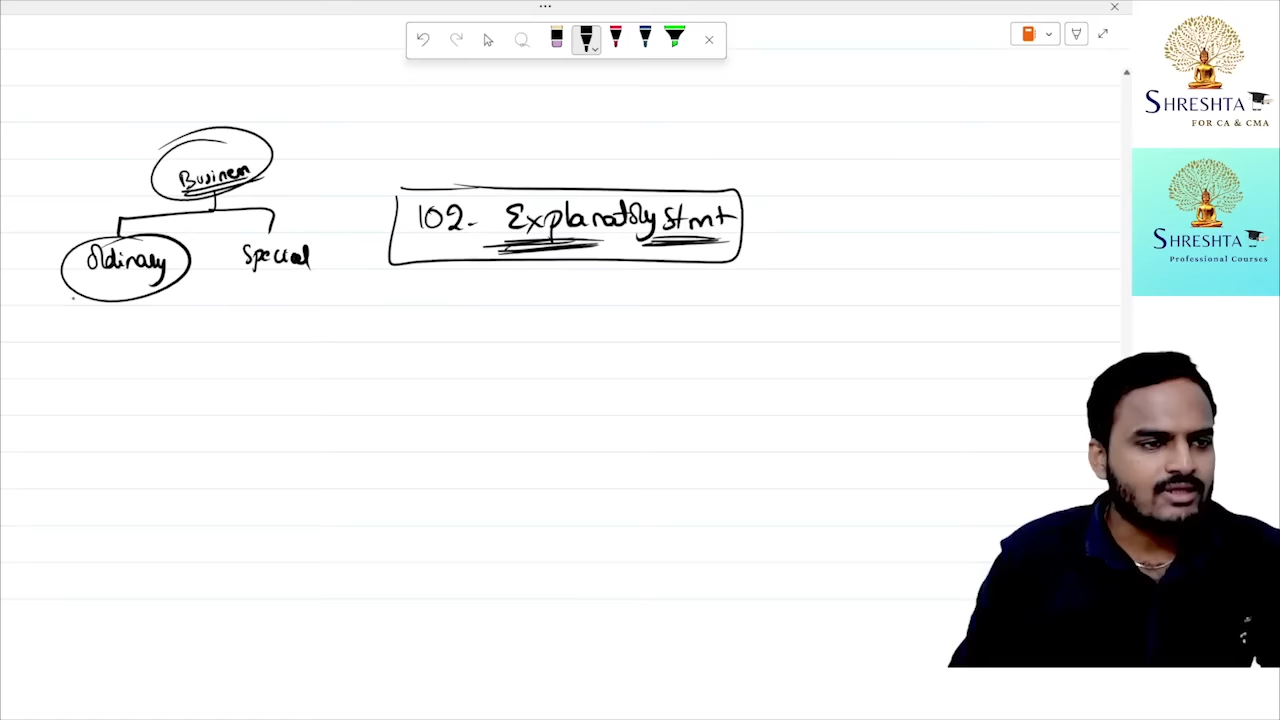 Business
Ordinary
Special
102- Explanatory Stmt
SHRESHTA
FOR CA & CMA
SHRESHTA
Professional Courses